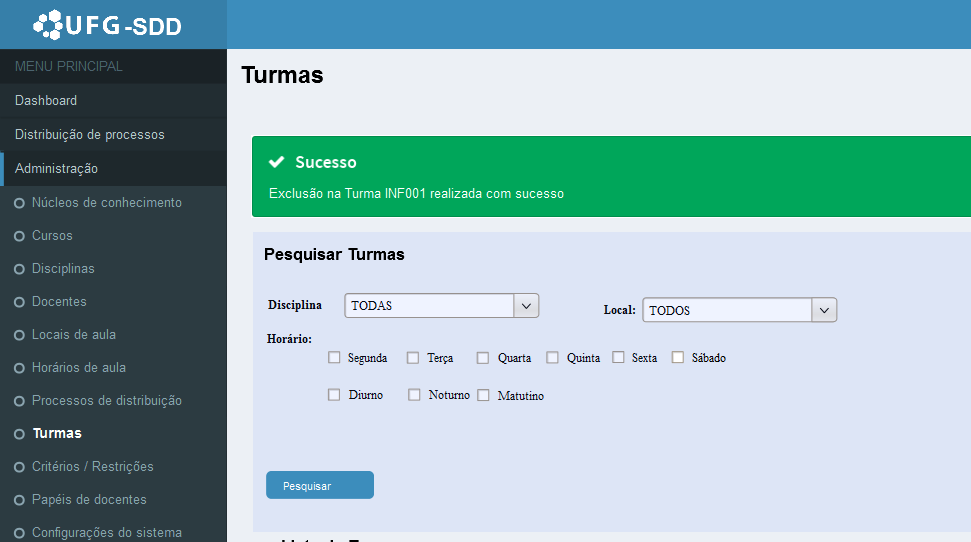 UFG-SDD
MENU PRINCIPAL
Dashboard
Distribuição de processos
Administração
Núcleos de conhecimento
Cursos
Disciplinas
Docentes
Locais de aula
Horários de aula
Processos de distribuição
Turmas
Critérios / Restrições
Papéis de docentes
Configurações do sistema
Turmas
Sucesso
Exclusão na Turma INF001 realizada com sucesso
Pesquisar Turmas
Disciplina TODAS Local: TODOS
Horário:
Segunda Terça Quarta Quinta Sexta Sábado
Diurno Noturno Matutino
Pesquisar